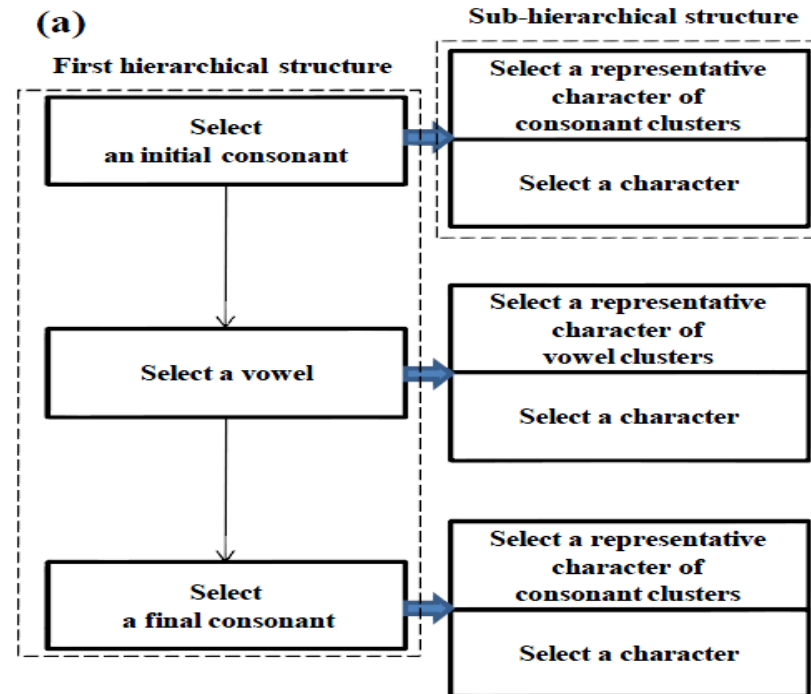 (a)
Sub-hierarchical structure
First hierarchical structure
Select
an initial consonant
Select a representative
character of
consonant clusters
Select a character
Select a vowel
Select a representative
character of
vowel clusters
Select a character
Select
a final consonant
Select a representative
character of
consonant clusters
Select a character